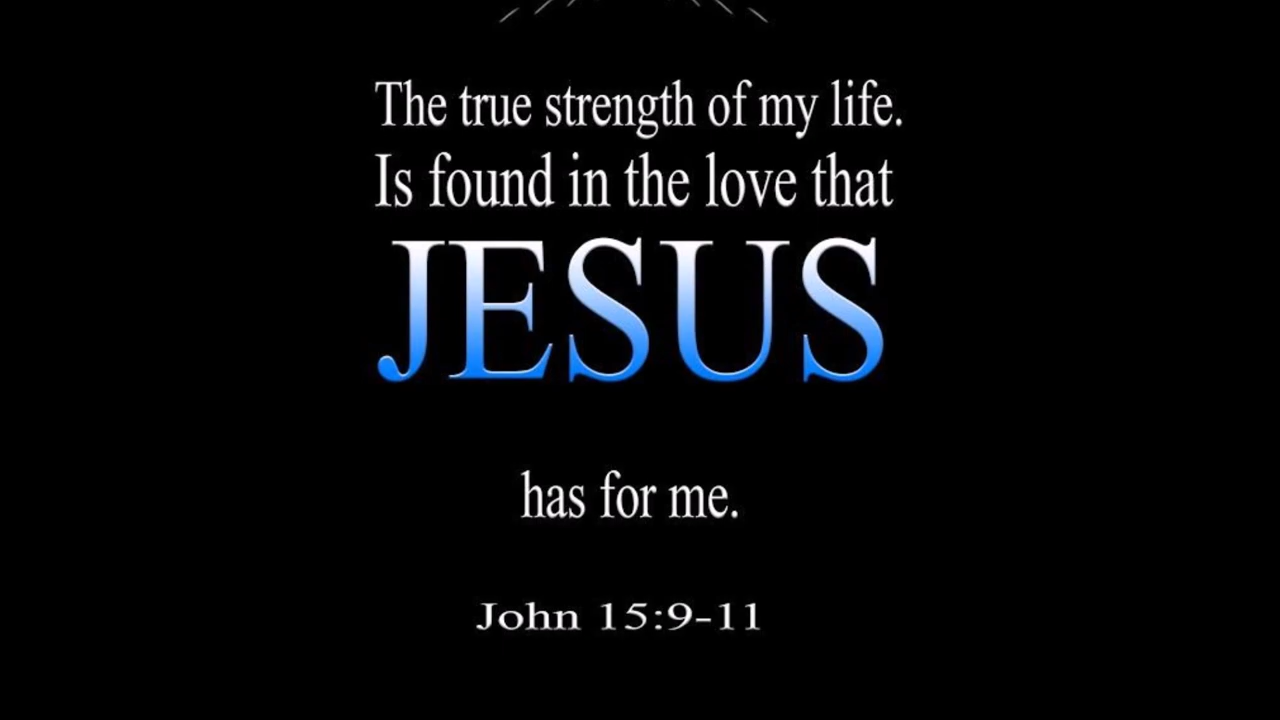 The true strength of my life.
Is found in the love that
JESUS
has for me.
John 15:9-11